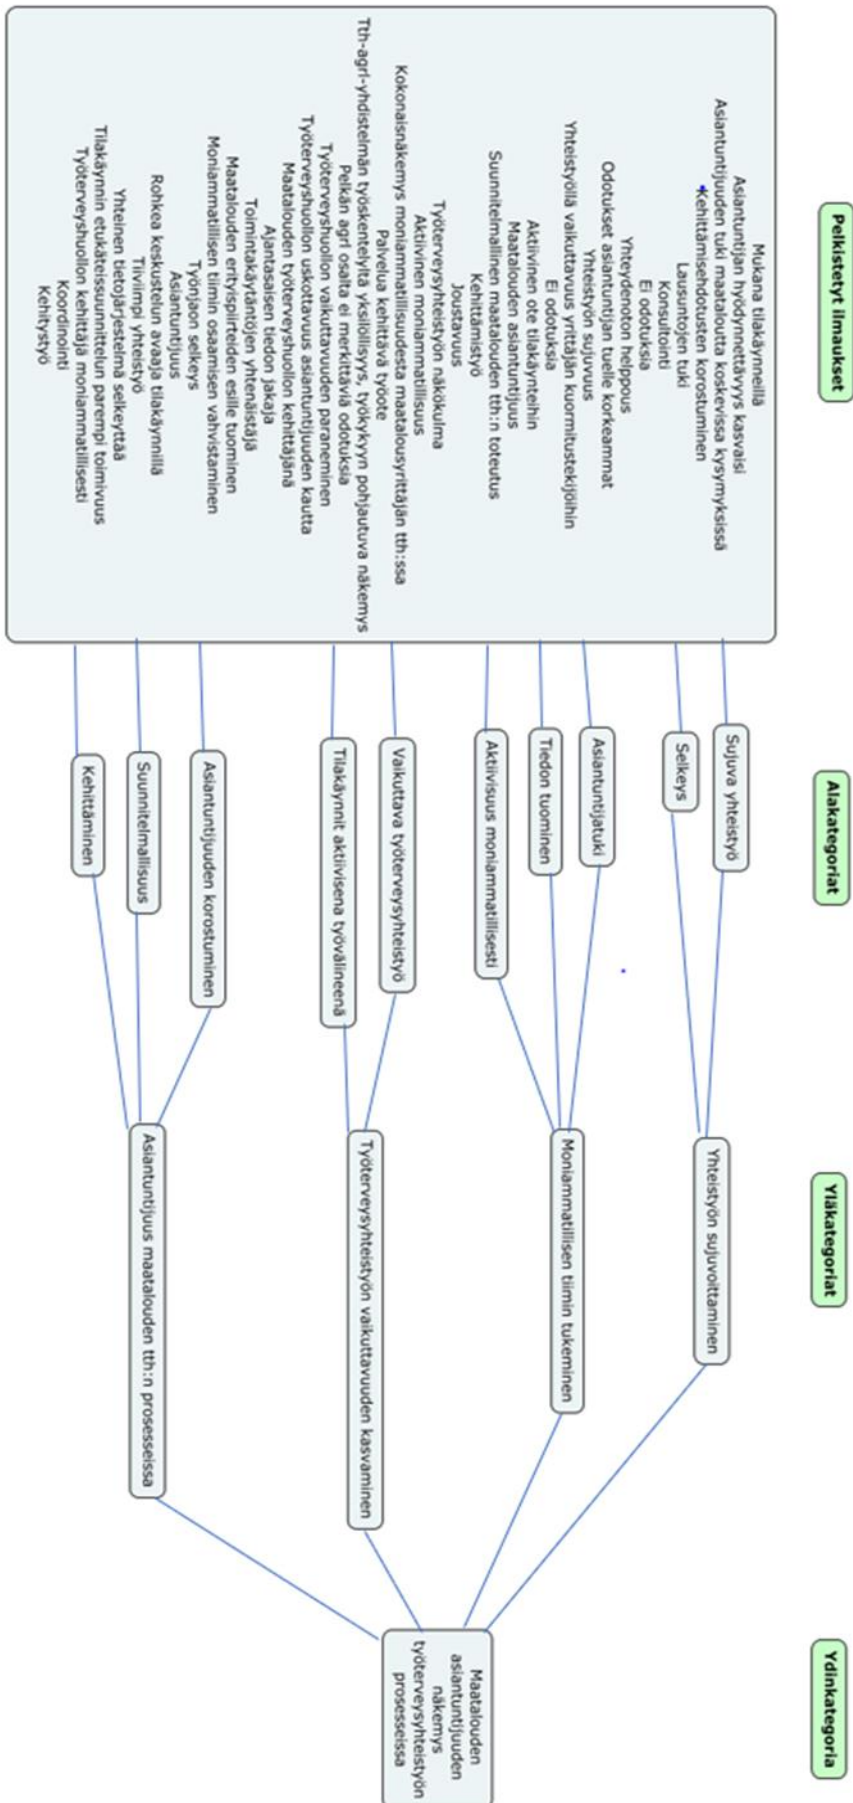 Pelkistetyt ilmaukset
Alakategoriat
Yläkategoriat
Ydinkategoria
Mukana tilakäynneillä
Asiantuntijan hyödynnettävyys kasvaisi
Asiantuntijuuden tuki maataloutta koskevissa kysymyksissä
Kehittämisehdotusten korostuminen
Lausuntojen tuki
Konsultointi
Ei odotuksia
Yhteydenoton helppous
Odotukset asiantuntijan tuelle korkeammat
Yhteistyön sujuvuus
Yhteistyöllä vaikuttavuus yrittäjän kuormitustekijöihin
Ei odotuksia
Aktiivinen ote tilakäynteihin
Maatalouden asiantuntijuus
Suunnitelmallinen maatalouden tth:n toteutus
Kehittämistyö
Joustavuus
Työterveysyhteistyön näkökulma
Aktiivinen moniammatillisuus
Kokonaisnäkemys moniammatillisuudesta maatalousyrittäjän tth:ssa
Palvelua kehittävä työote
Tth-agri-yhdistelmän työskentelyltä yksilöllisyys, työkykyyn pohjautuva näkemys
Pelkän agri osalta ei merkittäviä odotuksia
Työterveyshuollon vaikuttavuuden paraneminen
Työterveyshuollon uskottavuus asiantuntijuuden kautta
Maatalouden työterveyshuollon kehittäjänä
Ajantasaisen tiedon jakaja
Toimintakäytäntöjen yhtenäistäjä
Maatalouden erityispiirteiden esille tuominen
Moniammatillisen tiimin osaamisen vahvistaminen
Työnjaon selkeys
Asiantuntijuus
Rohkea keskustelun avaaja tilakäynnillä
Tiiviimpi yhteistyö
Yhteinen tietojärjestelmä selkeyttää
Tilakäynnin etukäteissuunnittelun parempi toimivuus
Työterveyshuollon kehittäjä moniammatillisesti
Koordinointi
Kehitystyö
Sujuva yhteistyö
Selkeys
Asiantuntijatuki
Tiedon tuominen
Aktiivisuus moniammatillisesti
Vaikuttava työterveysyhteistyö
Tilakäynnit aktiivisena työvälineenä
Asiantuntijuuden korostuminen
Suunnitelmallisuus
Kehittäminen
Yhteistyön sujuvoittaminen
Moniammatillisen tiimin tukeminen
Työterveysyhteistyön vaikuttavuuden kasvaminen
Asiantuntijuus maatalouden tth:n prosesseissa
Maatalouden
asiantuntijuuden
näkemys
työterveysyhteistyön
prosesseissa